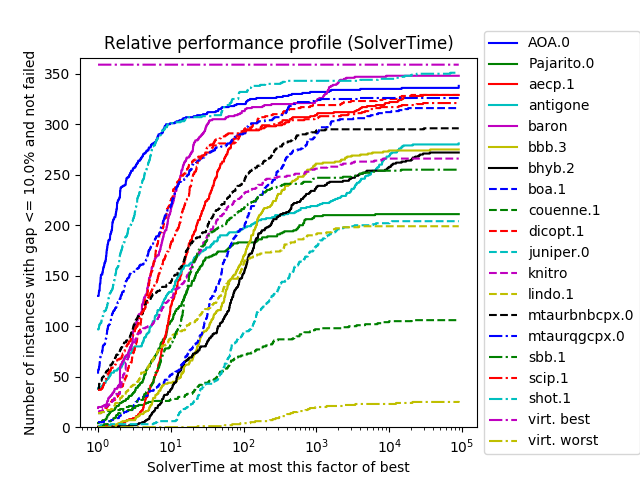 Relative performance profile (SolverTime)
Number of instances with gap <= 10.0% and not failed
350
300
250
200
150
100
50
0
10^0
10^1
10^2
10^3
10^4
10^5
SolverTime at most this factor of best
AOA.0
Pajarito.0
aecp.1
antigone
baron
bbb.3
bhyb.2
boa.1
couenne.1
dicopt.1
juniper.0
knitro
lindo.1
mtaurbnbcpx.0
mtaurqgcpx.0
sbb.1
scip.1
shot.1
virt. best
virt. worst